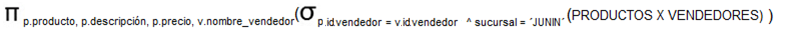 π p.producto, p.descripción, p.precio, v.nombre_vendedor(σ p.idvendedor = v.idvendedor ^ sucursal = ´JUNIN´ (PRODUCTOS X VENDEDORES) )